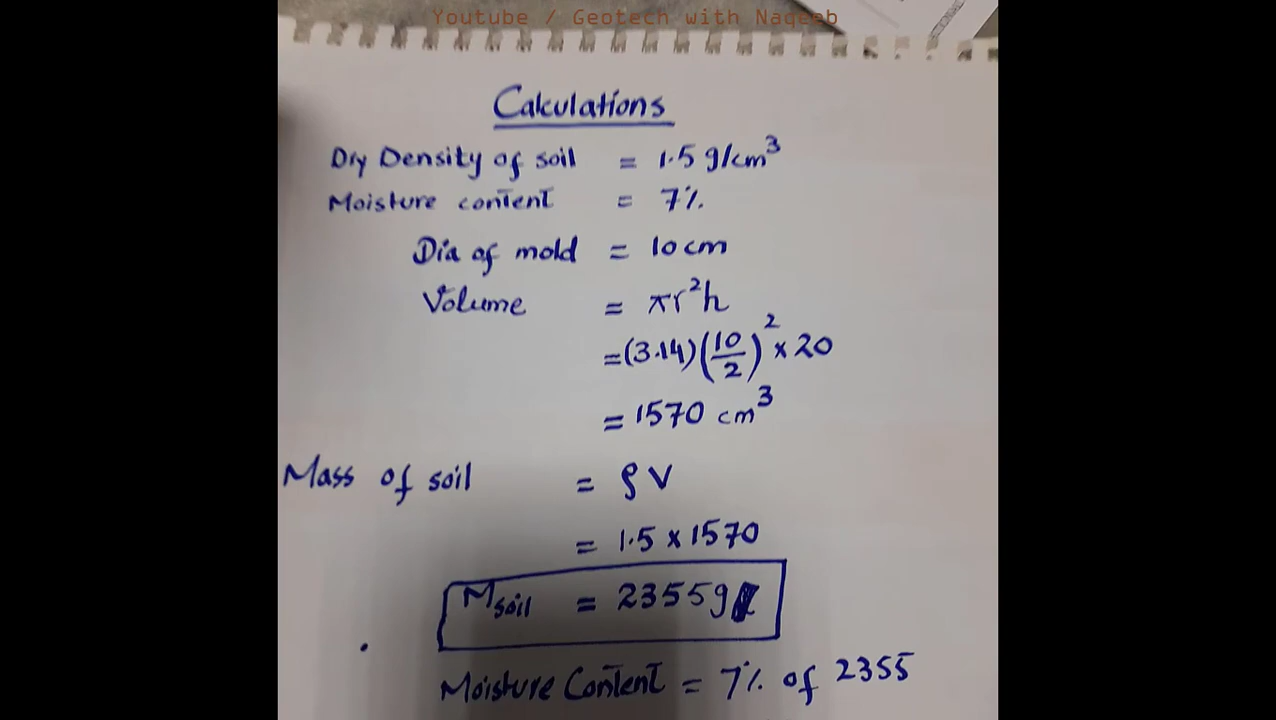 Youtube / Geotech with Naqeeb
Calculations
Dry Density of soil = 1.5 g/cm³
Moisture content = 7%
Dia of mold = 10 cm
Volume = πr²h
= (3.14) (10/2)² × 20
= 1570 cm³
Mass of soil = ρV
= 1.5 × 1570
Msoil = 2355g
Moisture Content = 7% of 2355